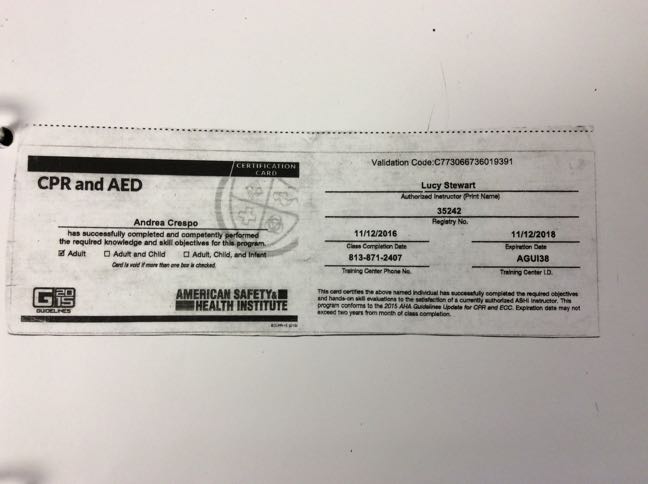 CERTIFICATION
CARD
CPR and AED
Andrea Crespo
has successfully completed and competently performed
the required knowledge and skill objectives for this program.
☑ Adult ☐ Adult and Child ☐ Adult, Child, and Infant
Card is void if more than one box is checked.
G 2015
GUIDELINES
AMERICAN SAFETY&
HEALTH INSTITUTE
Validation Code:C773066736019391
Lucy Stewart
Authorized Instructor (Print Name)
35242
Registry No.
11/12/2016 11/12/2018
Class Completion Date Expiration Date
813-871-2407 AGUI38
Training Center Phone No. Training Center I.D.
This card certifies the above named individual has successfully completed the required objectives
and hands-on skill evaluations to the satisfaction of a currently authorized ASHI Instructor. This
program conforms to the 2015 AHA Guidelines Update for CPR and ECC. Expiration date may not
exceed two years from month of class completion.